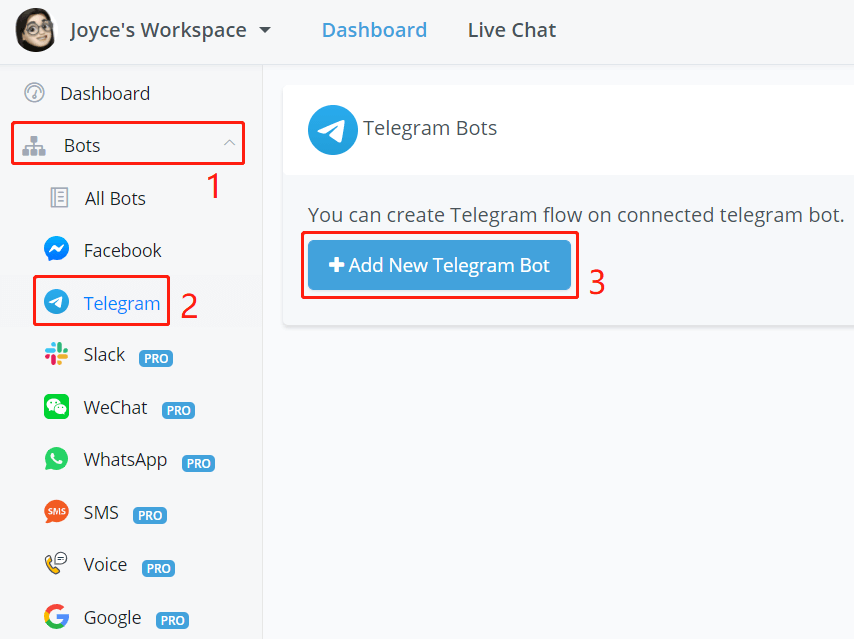 Joyce's Workspace Dashboard Live Chat
Dashboard
Bots
1
All Bots
Facebook
Telegram
2
Slack PRO
WeChat PRO
WhatsApp PRO
SMS SMS PRO
Voice PRO
Google PRO
Telegram Bots
You can create Telegram flow on connected telegram bot.
+ Add New Telegram Bot
3